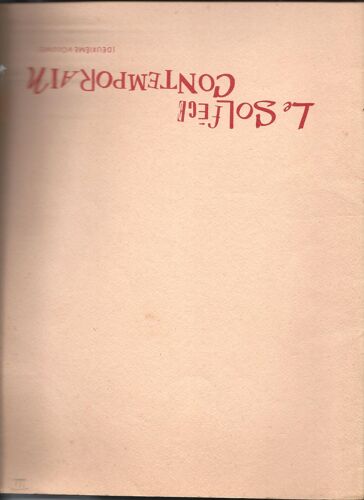 Le SOLFÈGE
CONTEMPORAIN
(DEUXIÈME VOLUME)